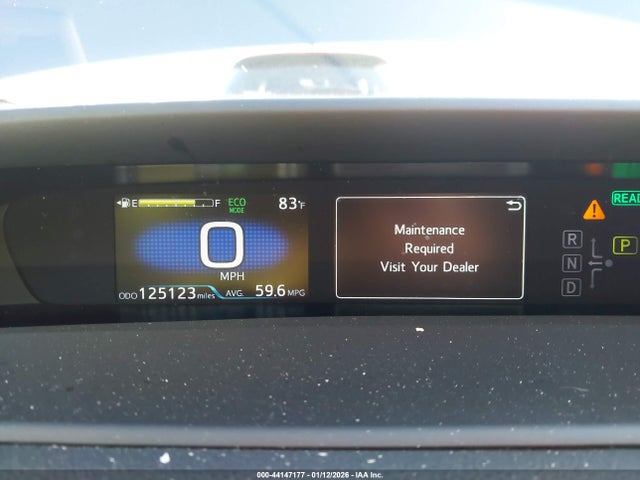 E F ECO MODE 83°F
0
MPH
ODO 125123 miles AVG. 59.6 MPG
Maintenance
Required
Visit Your Dealer
READ
R
N P
D
000-44147177 - 01/12/2026 - IAA Inc.